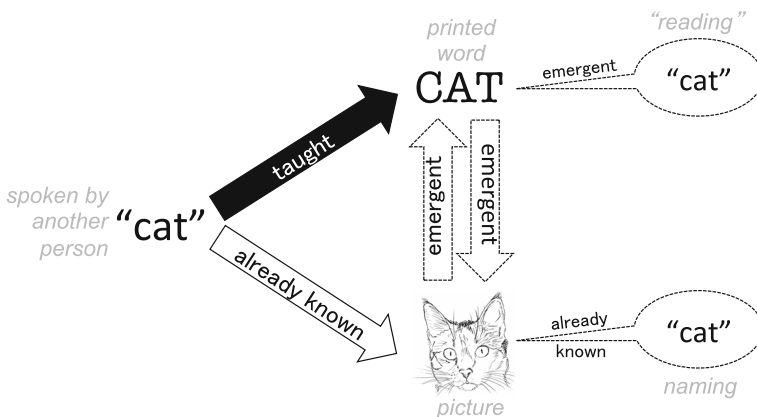 printed
word
CAT
"reading"
emergent
"cat"
taught
spoken by
another
person
"cat"
emergent
emergent
already known
already
known
"cat"
naming
picture